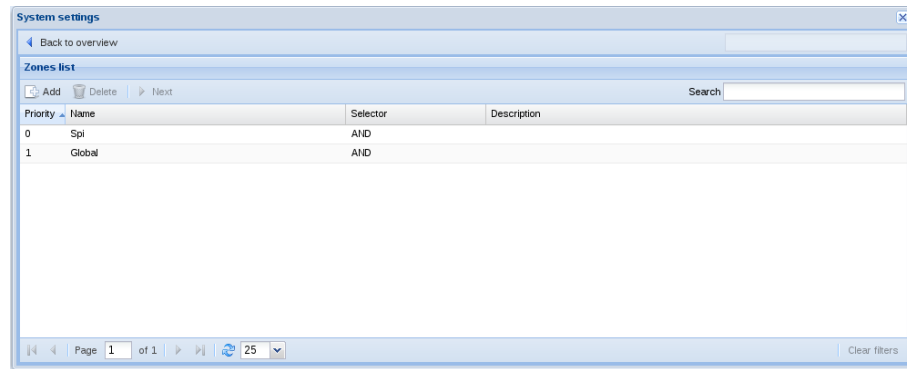 System settings
Back to overview
Zones list
Add Delete Next Search
Priority Name Selector Description
0 Spi AND
1 Global AND
Page 1 of 1 25 Clear filters